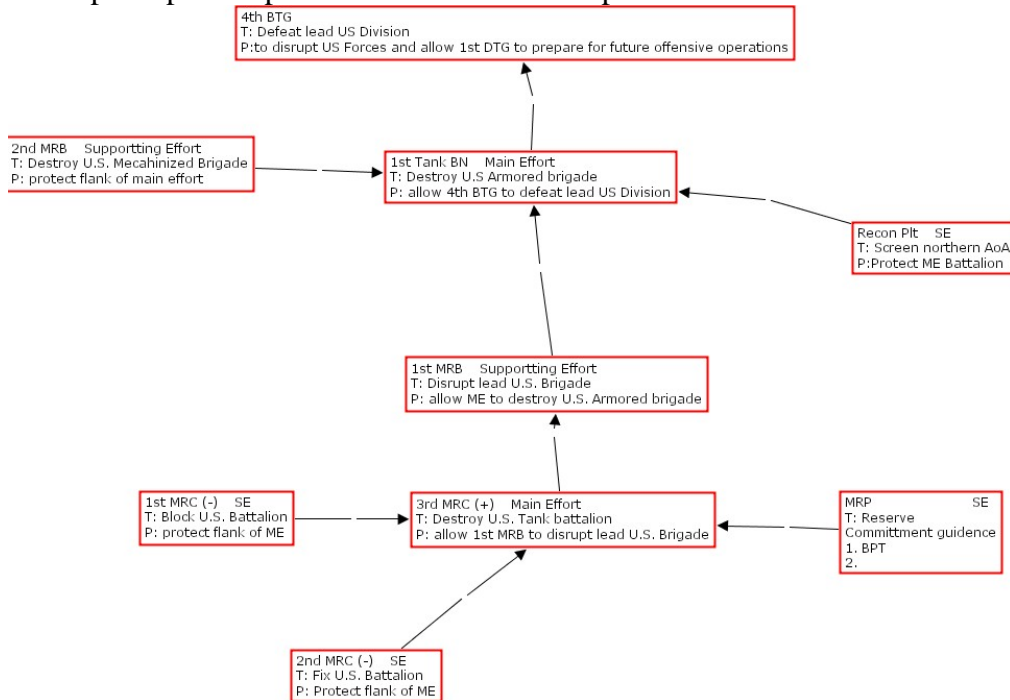 4th BTG
T: Defeat lead US Division
P:to disrupt US Forces and allow 1st DTG to prepare for future offensive operations
2nd MRB Supportting Effort
T: Destroy U.S. Mecahinized Brigade
P: protect flank of main effort
1st Tank BN Main Effort
T: Destroy U.S Armored brigade
P: allow 4th BTG to defeat lead US Division
Recon Plt SE
T: Screen northern AoA
P:Protect ME Battalion
1st MRB Supportting Effort
T: Disrupt lead U.S. Brigade
P: allow ME to destroy U.S. Armored brigade
1st MRC (-) SE
T: Block U.S. Battalion
P: protect flank of ME
3rd MRC (+) Main Effort
T: Destroy U.S. Tank battalion
P: allow 1st MRB to disrupt lead U.S. Brigade
MRP SE
T: Reserve
Committment guidence
1. BPT
2.
2nd MRC (-) SE
T: Fix U.S. Battalion
P: Protect flank of ME